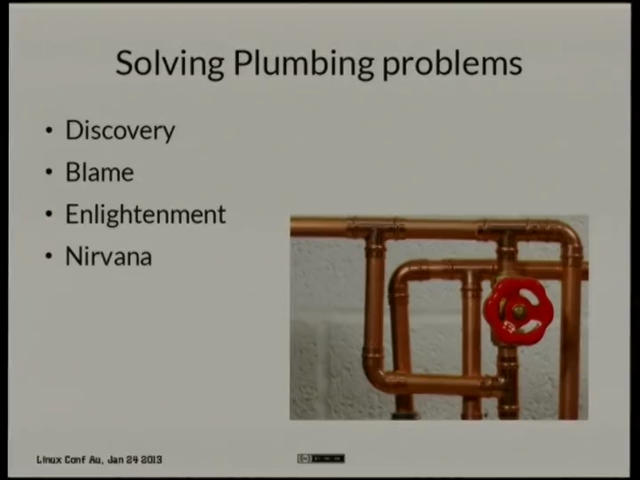 Solving Plumbing problems
• Discovery
• Blame
• Enlightenment
• Nirvana
Linux Conf Au, Jan 24 2013